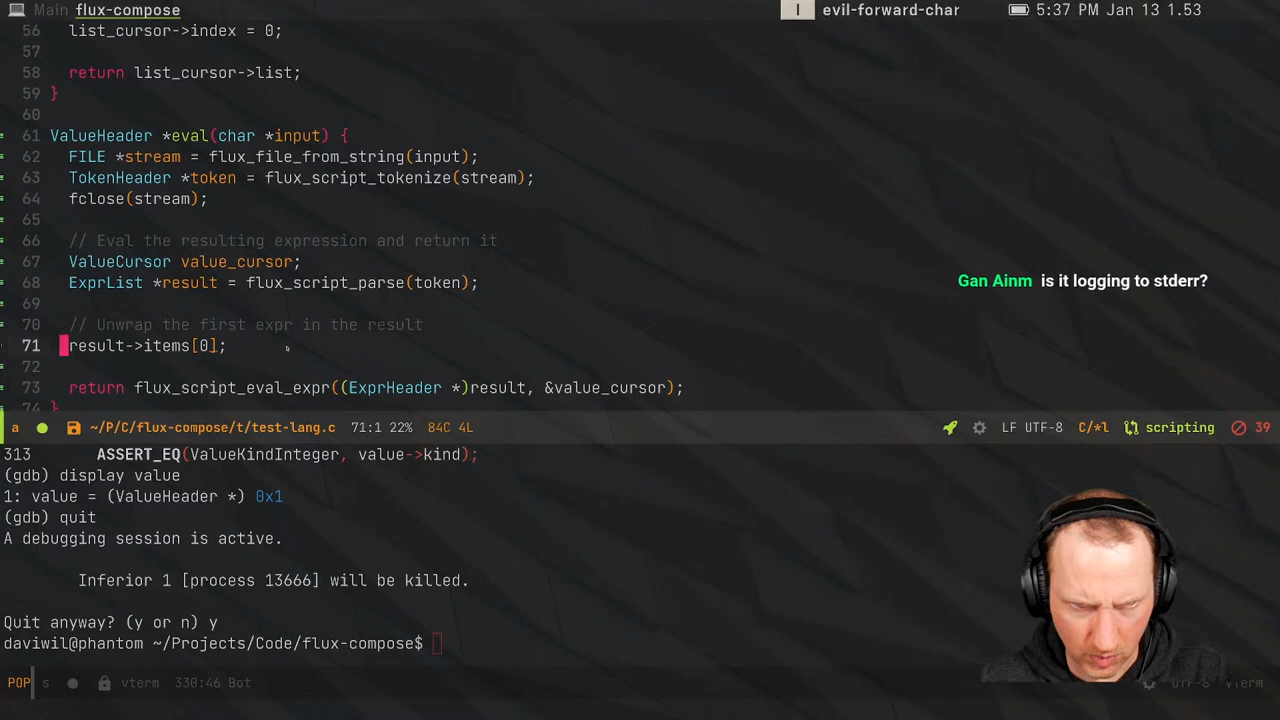 Main flux-compose
I evil-forward-char 5:37 PM Jan 13 1.53
56 list_cursor->index = 0;
57
58 return list_cursor->list;
59 }
60
61 ValueHeader *eval(char *input) {
62 FILE *stream = flux_file_from_string(input);
63 TokenHeader *token = flux_script_tokenize(stream);
64 fclose(stream);
65
66 // Eval the resulting expression and return it
67 ValueCursor value_cursor;
68 ExprList *result = flux_script_parse(token);
69
70 // Unwrap the first expr in the result
71 result->items[0];
72
73 return flux_script_eval_expr((ExprHeader *)result, &value_cursor);
74 }
Gan Ainm is it logging to stderr?
a ~/P/C/flux-compose/t/test-lang.c 71:1 22% 84C 4L LF UTF-8 C/*l scripting 39
313 ASSERT_EQ(ValueKindInteger, value->kind);
(gdb) display value
1: value = (ValueHeader *) 0x1
(gdb) quit
A debugging session is active.
Inferior 1 [process 13666] will be killed.
Quit anyway? (y or n) y
daviwil@phantom ~/Projects/Code/flux-compose$
POP s vterm 330:46 Bot UTF-8 vterm